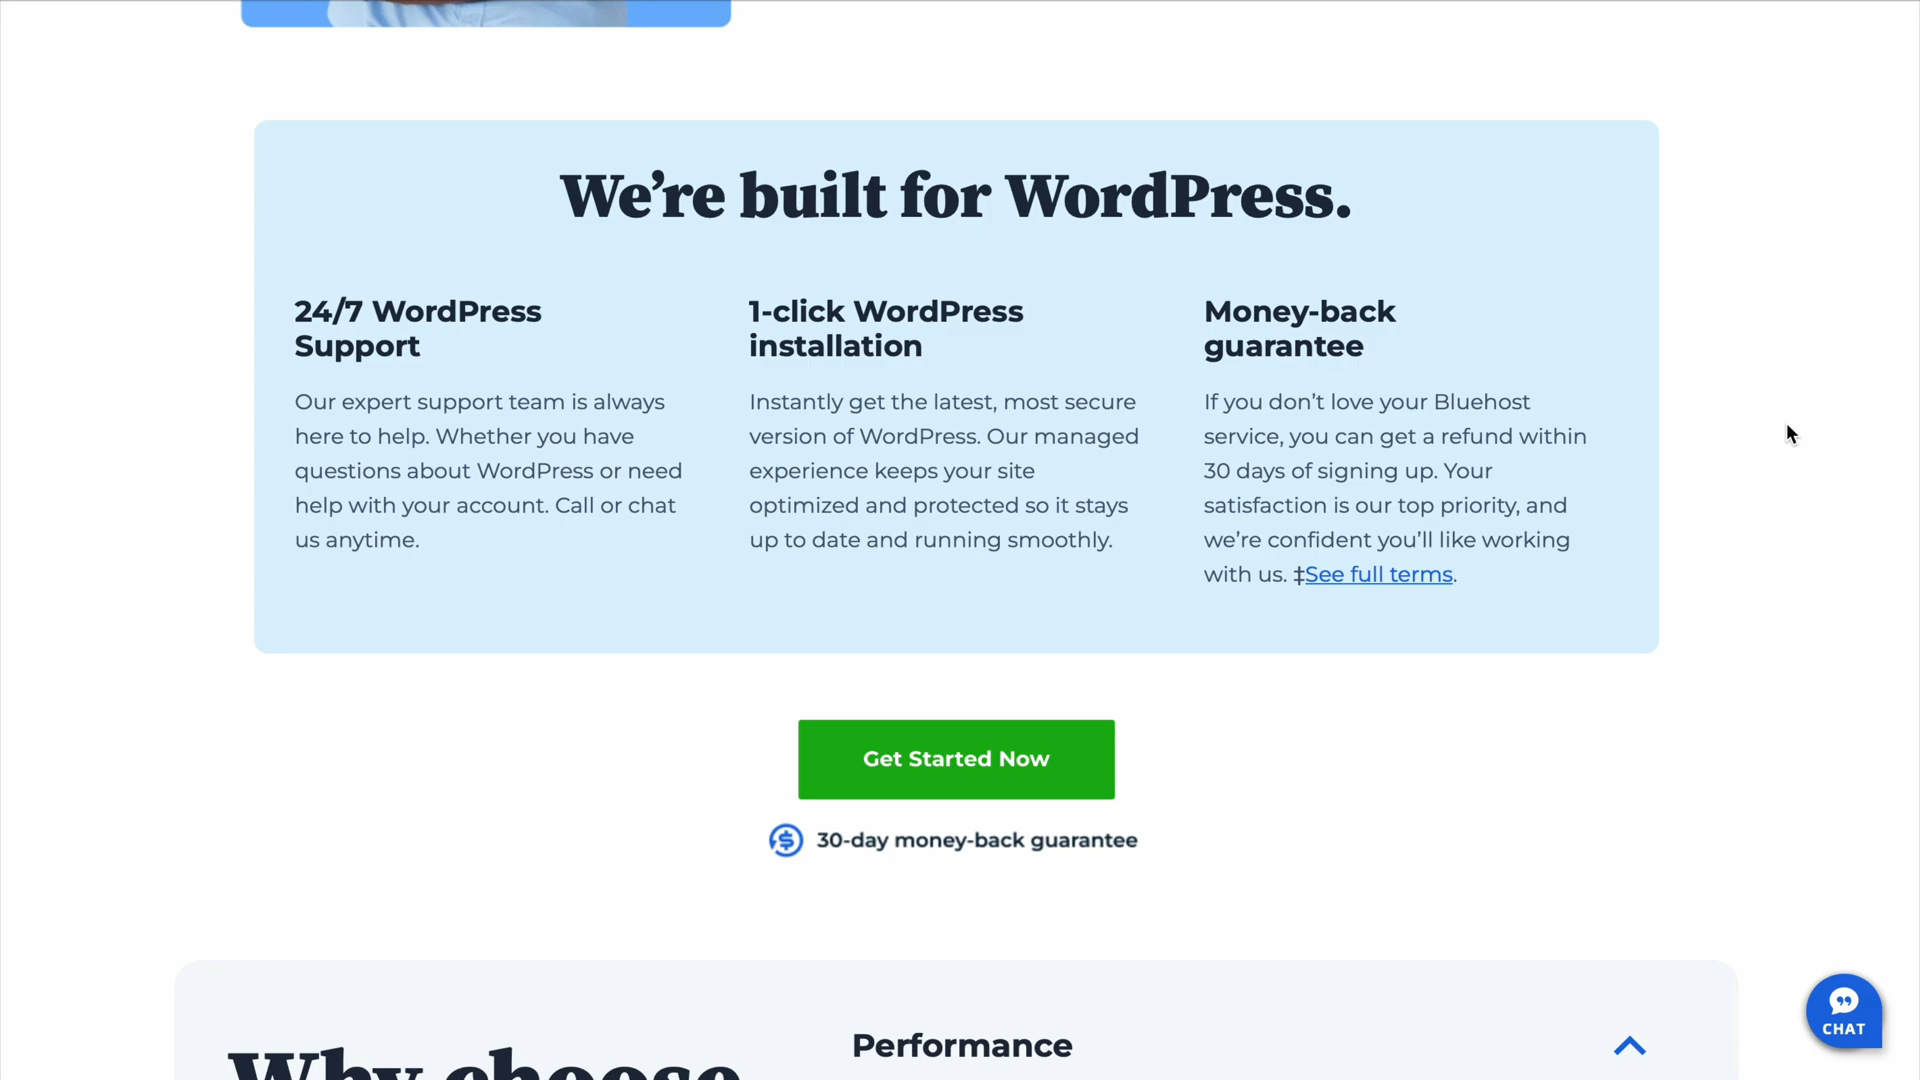 We’re built for WordPress.
24/7 WordPress
Support
Our expert support team is always
here to help. Whether you have
questions about WordPress or need
help with your account. Call or chat
us anytime.
1-click WordPress
installation
Instantly get the latest, most secure
version of WordPress. Our managed
experience keeps your site
optimized and protected so it stays
up to date and running smoothly.
Money-back
guarantee
If you don’t love your Bluehost
service, you can get a refund within
30 days of signing up. Your
satisfaction is our top priority, and
we’re confident you’ll like working
with us. ‡See full terms.
Get Started Now
30-day money-back guarantee
Why choose
Performance
CHAT